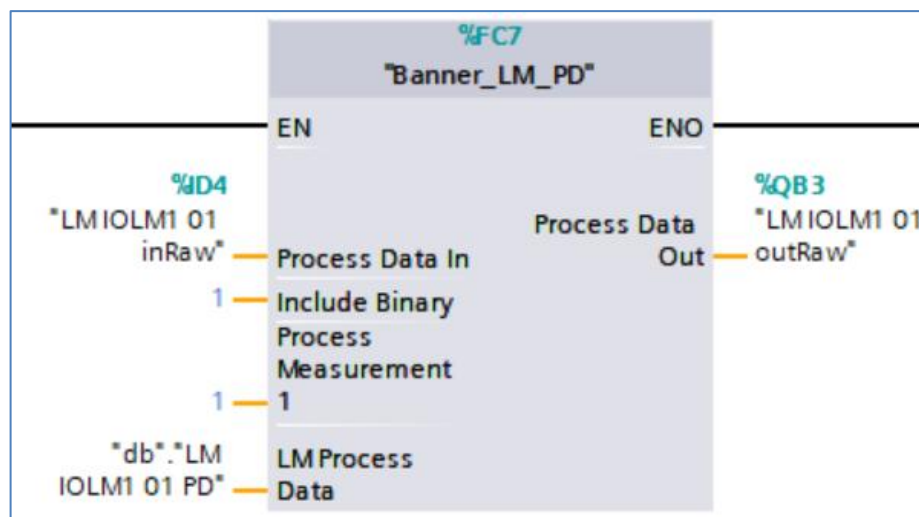 %FC7
"Banner_LM_PD"
EN
ENO
%ID4
"LM IOLM1 01
inRaw"
Process Data In
Process Data
Out
%QB3
"LM IOLM1 01
outRaw"
1
Include Binary
Process
Measurement
1
1
"db"."LM
IOLM1 01 PD"
LM Process
Data